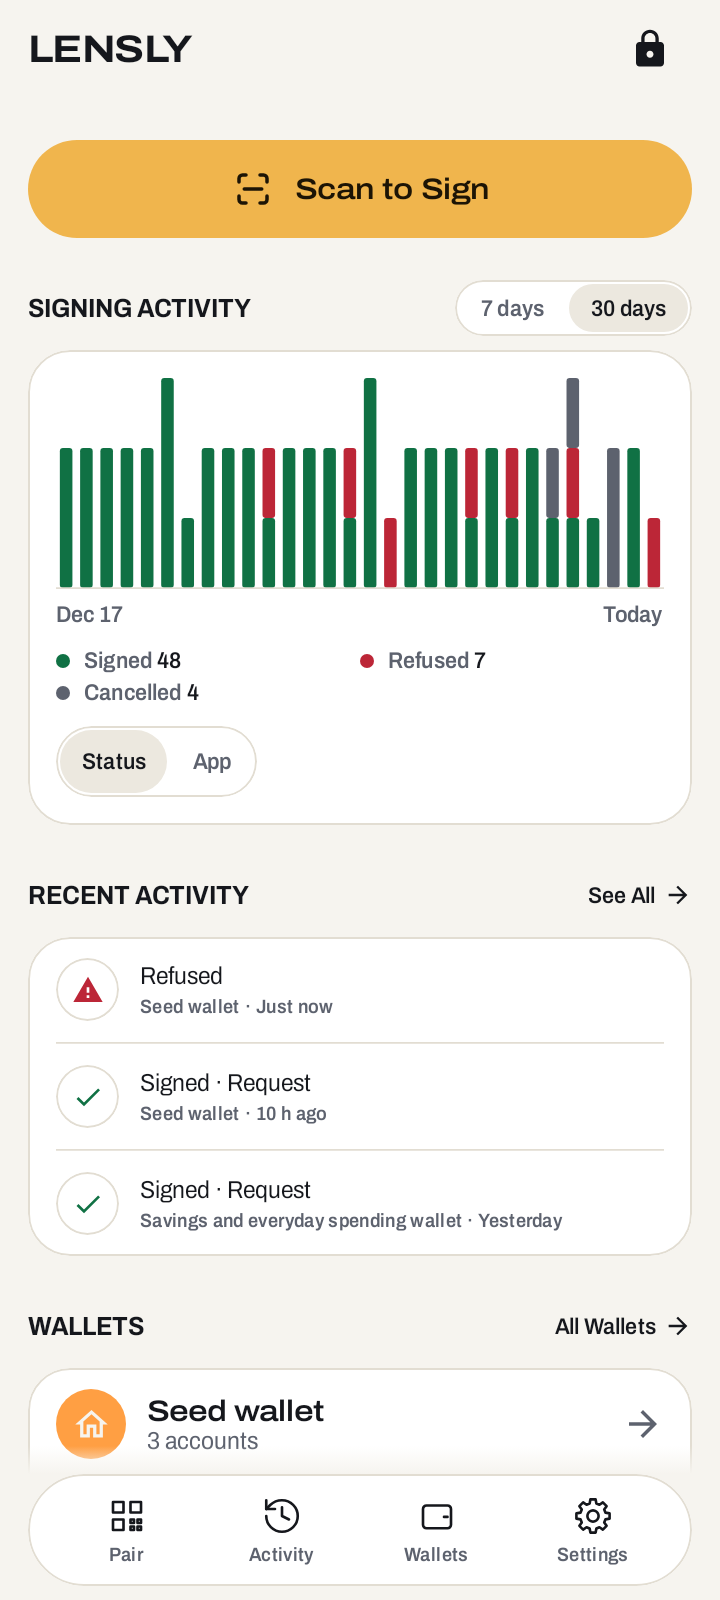 LENSLY
Scan to Sign
SIGNING ACTIVITY
7 days 30 days
Dec 17 Today
Signed 48 Refused 7
Cancelled 4
Status App
RECENT ACTIVITY See All
Refused
Seed wallet · Just now
Signed · Request
Seed wallet · 10 h ago
Signed · Request
Savings and everyday spending wallet · Yesterday
WALLETS All Wallets
Seed wallet
3 accounts
Pair Activity Wallets Settings